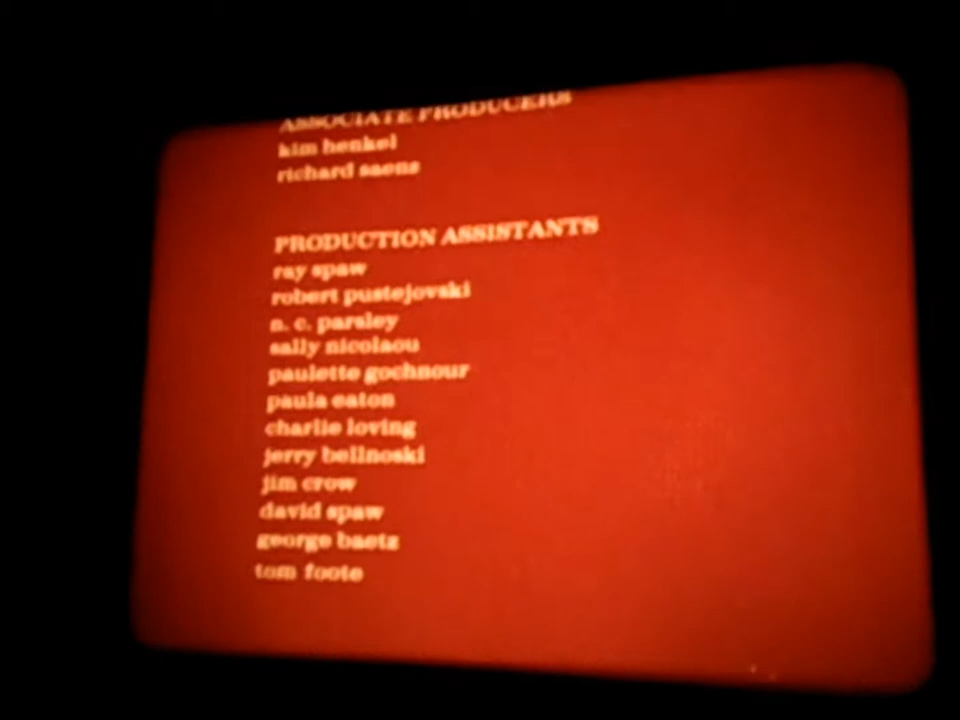 ASSOCIATE PRODUCERS
kim henkel
richard saens
PRODUCTION ASSISTANTS
ray spaw
robert pustejovski
n. c. parsley
sally nicolaou
paulette gochnour
paula eaton
charlie loving
jerry bellnoski
jim crow
david spaw
george baetz
tom foote